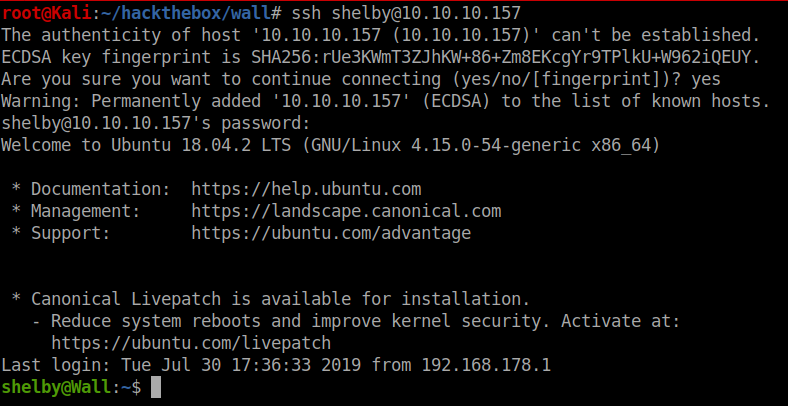 root@Kali:~/hackthebox/wall# ssh shelby@10.10.10.157
The authenticity of host '10.10.10.157 (10.10.10.157)' can't be established.
ECDSA key fingerprint is SHA256:rUe3KWmT3ZJhKW+86+Zm8EKcgYr9TPlkU+W962iQEUY.
Are you sure you want to continue connecting (yes/no/[fingerprint])? yes
Warning: Permanently added '10.10.10.157' (ECDSA) to the list of known hosts.
shelby@10.10.10.157's password:
Welcome to Ubuntu 18.04.2 LTS (GNU/Linux 4.15.0-54-generic x86_64)
 * Documentation:  https://help.ubuntu.com
 * Management:     https://landscape.canonical.com
 * Support:        https://ubuntu.com/advantage
 * Canonical Livepatch is available for installation.
   - Reduce system reboots and improve kernel security. Activate at:
     https://ubuntu.com/livepatch
Last login: Tue Jul 30 17:36:33 2019 from 192.168.178.1
shelby@Wall:~$